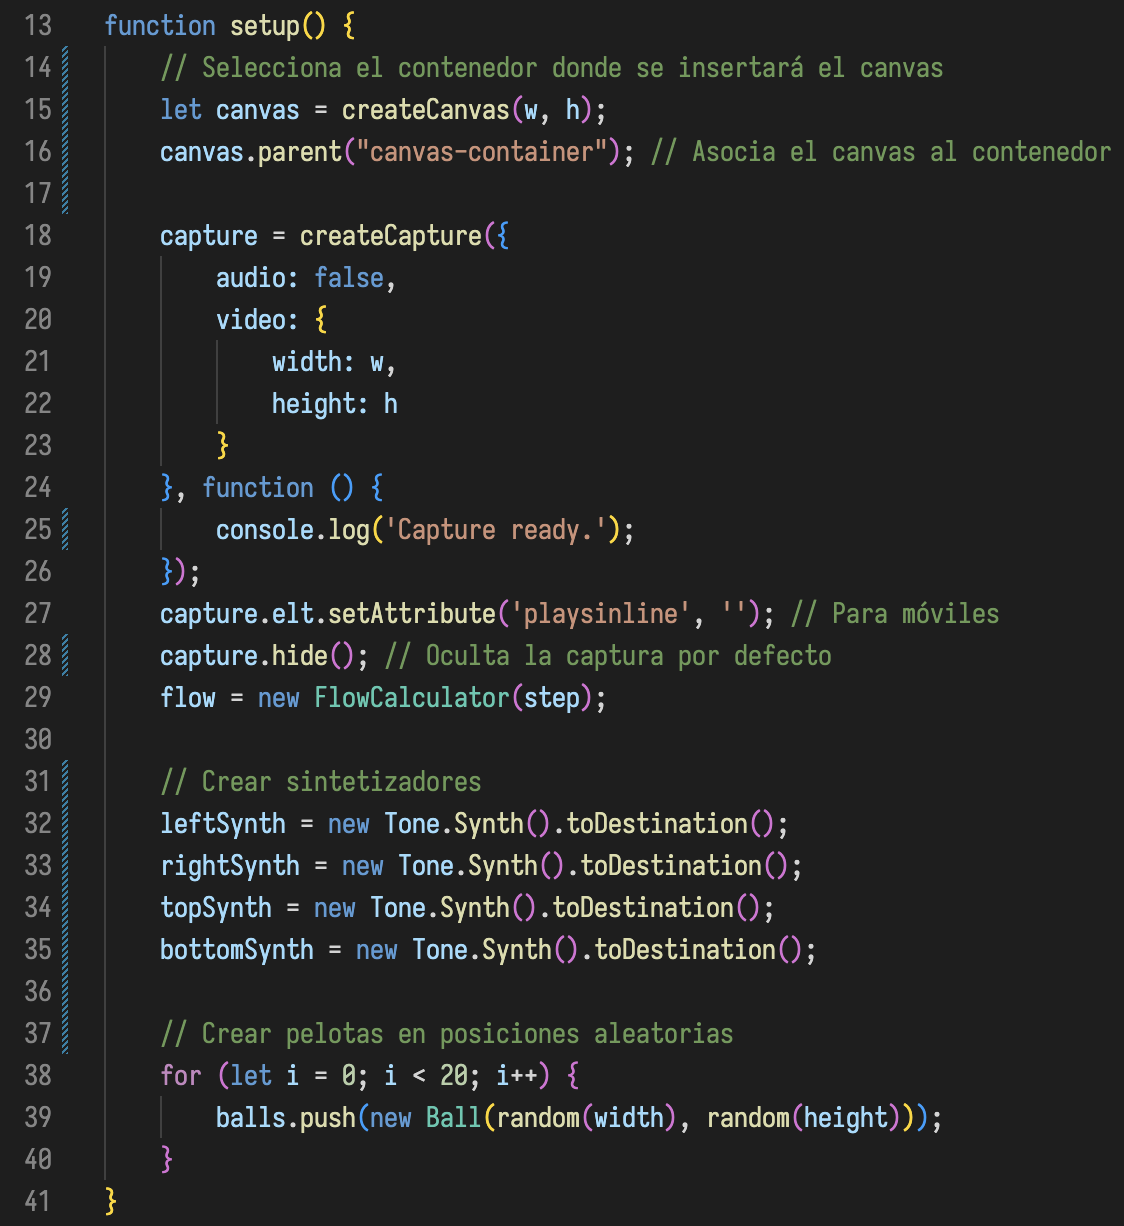 13 function setup() {
14 // Selecciona el contenedor donde se insertará el canvas
15 let canvas = createCanvas(w, h);
16 canvas.parent("canvas-container"); // Asocia el canvas al contenedor
17
18 capture = createCapture({
19 audio: false,
20 video: {
21 width: w,
22 height: h
23 }
24 }, function () {
25 console.log('Capture ready.');
26 });
27 capture.elt.setAttribute('playsinline', ''); // Para móviles
28 capture.hide(); // Oculta la captura por defecto
29 flow = new FlowCalculator(step);
30
31 // Crear sintetizadores
32 leftSynth = new Tone.Synth().toDestination();
33 rightSynth = new Tone.Synth().toDestination();
34 topSynth = new Tone.Synth().toDestination();
35 bottomSynth = new Tone.Synth().toDestination();
36
37 // Crear pelotas en posiciones aleatorias
38 for (let i = 0; i < 20; i++) {
39 balls.push(new Ball(random(width), random(height)));
40 }
41 }